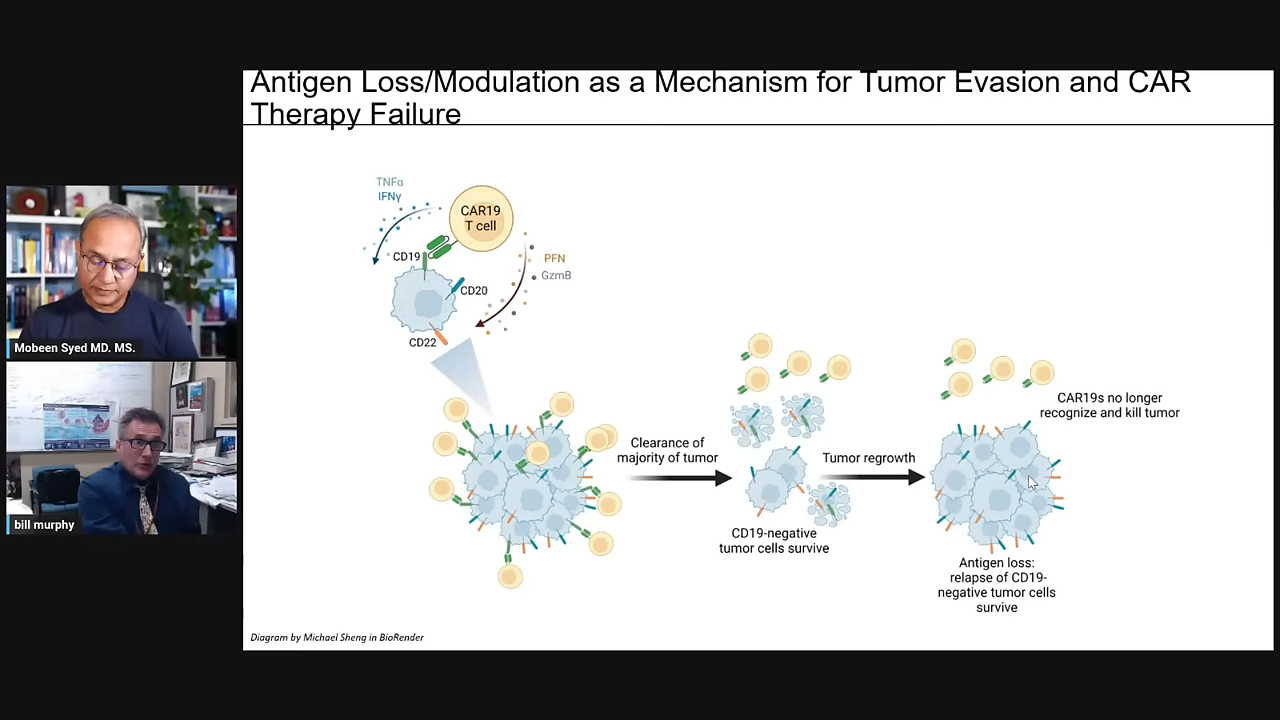 Antigen Loss/Modulation as a Mechanism for Tumor Evasion and CAR
Therapy Failure
TNFα
IFNγ
CAR19
T cell
CD19
PFN
GzmB
CD20
CD22
Mobeen Syed MD. MS.
bill murphy
Clearance of
majority of tumor
CD19-negative
tumor cells survive
Tumor regrowth
CAR19s no longer
recognize and kill tumor
Antigen loss:
relapse of CD19-
negative tumor cells
survive
Diagram by Michael Sheng in BioRender